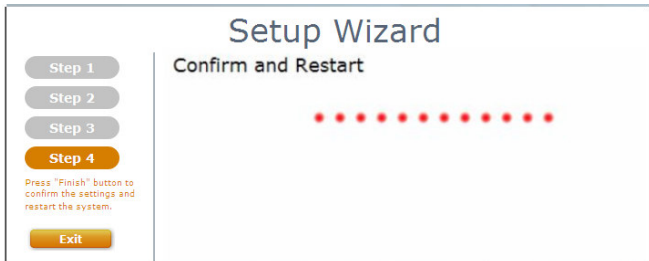 Setup Wizard
Step 1
Step 2
Step 3
Step 4
Press "Finish" button to
confirm the settings and
restart the system.
Exit
Confirm and Restart